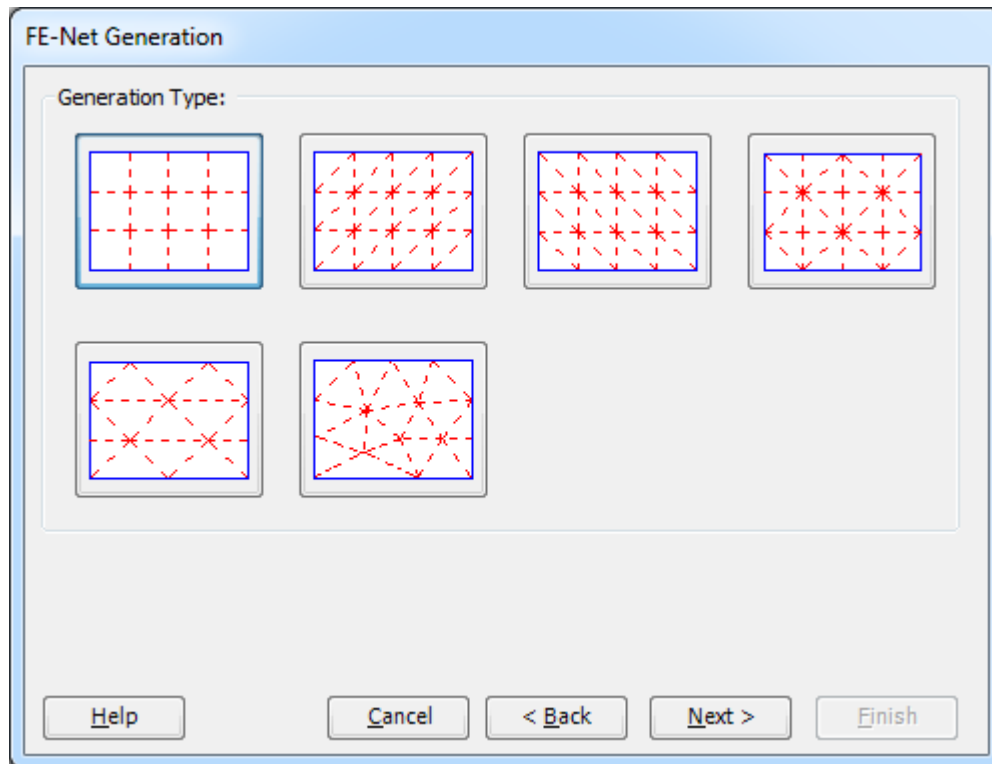 FE-Net Generation
Generation Type:
Help
Cancel
< Back
Next >
Finish